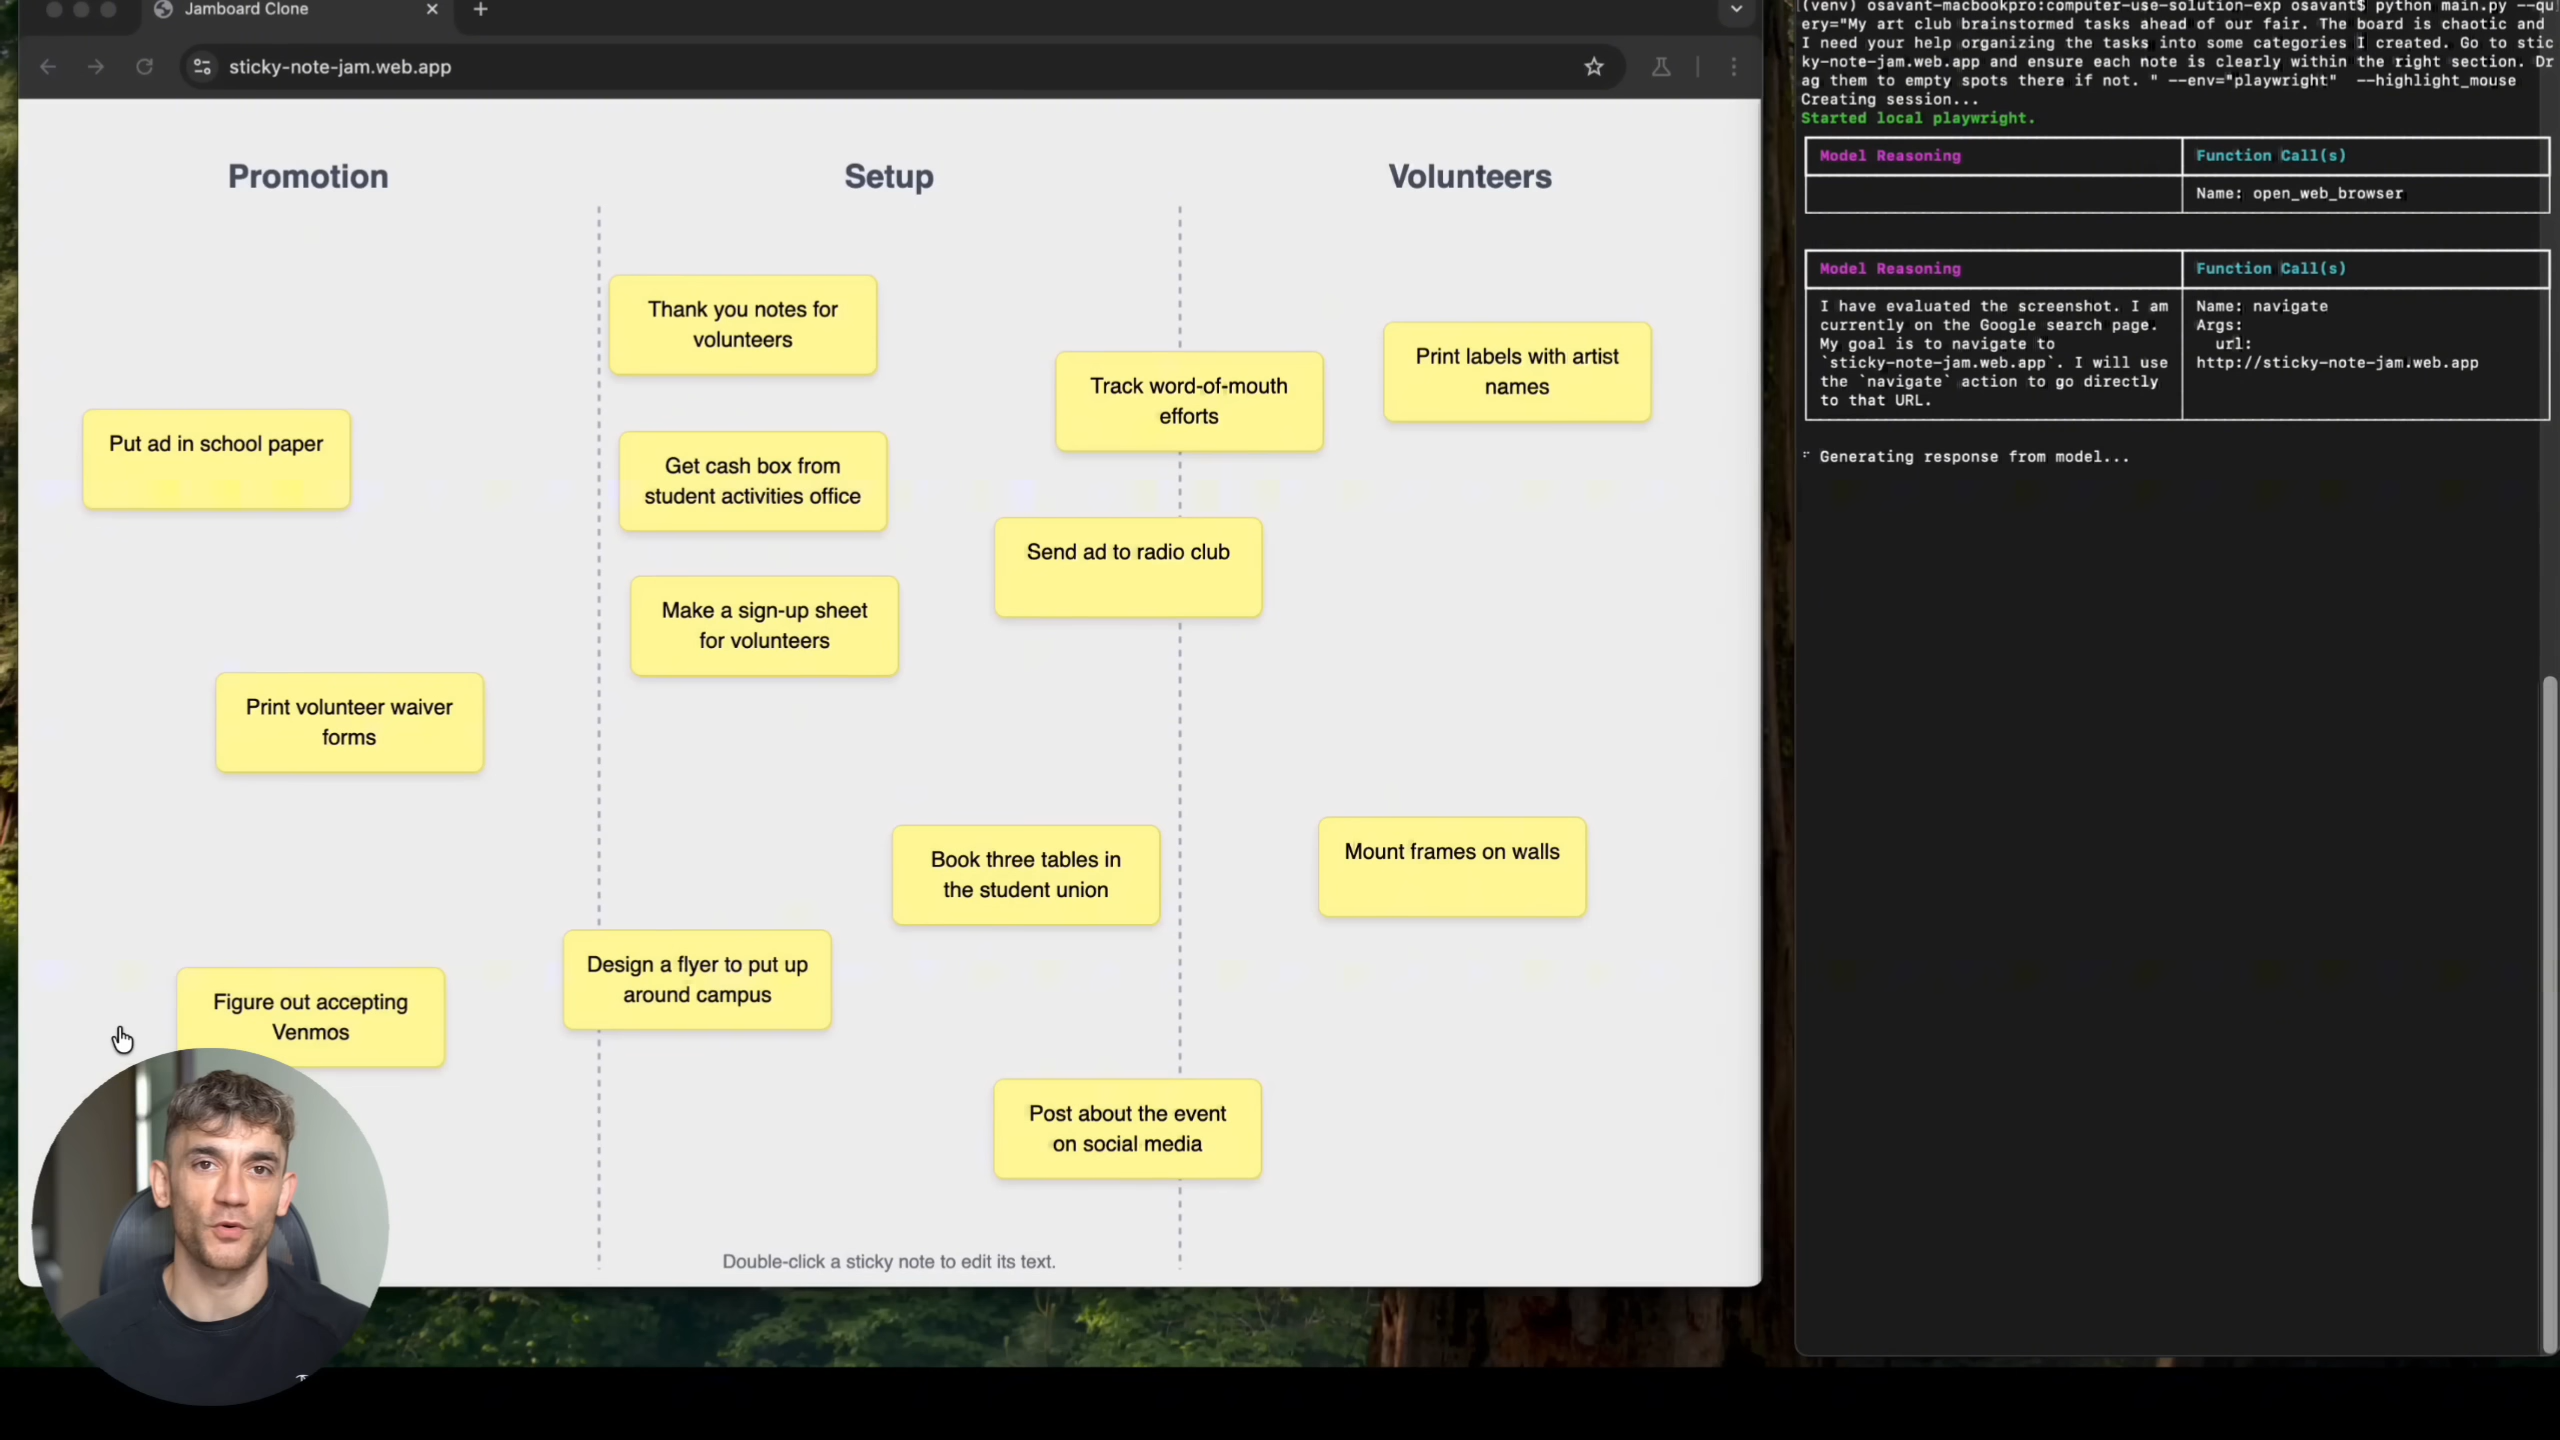 Jamboard Clone
sticky-note-jam.web.app
Promotion
Setup
Volunteers
Thank you notes for
volunteers
Print labels with artist
names
Track word-of-mouth
efforts
Put ad in school paper
Get cash box from
student activities office
Send ad to radio club
Make a sign-up sheet
for volunteers
Print volunteer waiver
forms
Book three tables in
the student union
Mount frames on walls
Design a flyer to put up
around campus
Figure out accepting
Venmos
Post about the event
on social media
Double-click a sticky note to edit its text.
(venv) osavant-macbookpro:computer-use-solution-exp osavant$ python main.py --qu
ery="My art club brainstormed tasks ahead of our fair. The board is chaotic and
I need your help organizing the tasks into some categories I created. Go to stic
ky-note-jam.web.app and ensure each note is clearly within the right section. Dr
ag them to empty spots there if not. " --env="playwright"  --highlight_mouse
Creating session...
Started local playwright.
Model Reasoning
Function Call(s)
Name: open_web_browser
Model Reasoning
Function Call(s)
I have evaluated the screenshot. I am
currently on the Google search page.
My goal is to navigate to
`sticky-note-jam.web.app`. I will use
the `navigate` action to go directly
to that URL.
Name: navigate
Args:
url:
http://sticky-note-jam.web.app
Generating response from model...